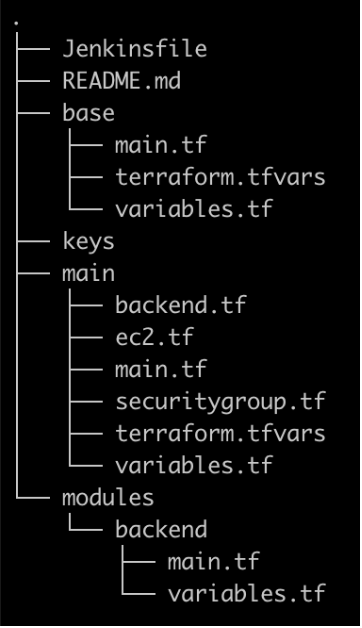 .
├── Jenkinsfile
├── README.md
├── base
│   ├── main.tf
│   ├── terraform.tfvars
│   └── variables.tf
├── keys
├── main
│   ├── backend.tf
│   ├── ec2.tf
│   ├── main.tf
│   ├── securitygroup.tf
│   ├── terraform.tfvars
│   └── variables.tf
└── modules
    └── backend
        ├── main.tf
        └── variables.tf